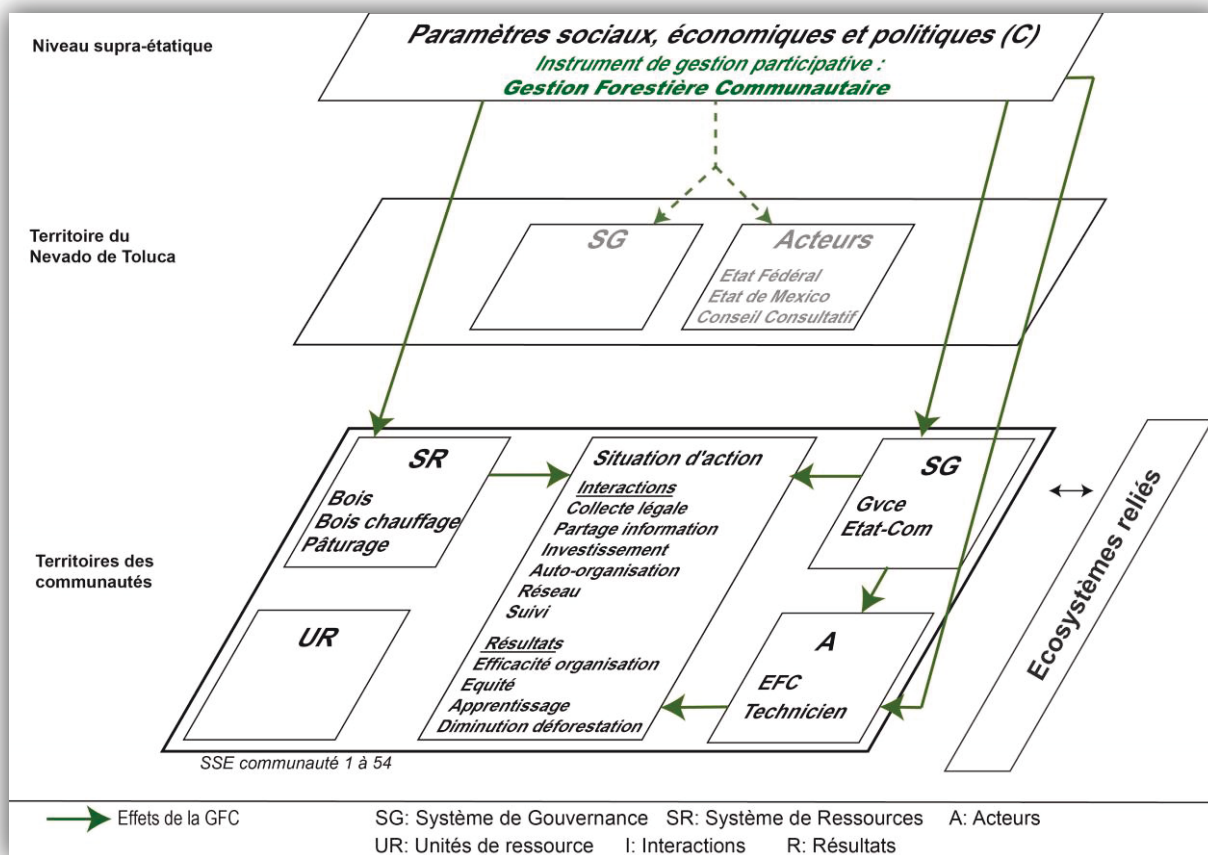 Niveau supra-étatique
Paramètres sociaux, économiques et politiques (C)
Instrument de gestion participative :
Gestion Forestière Communautaire
Territoire du
Nevado de Toluca
SG
Acteurs
Etat Fédéral
Etat de Mexico
Conseil Consultatif
Territoires des
communautés
SR
Bois
Bois chauffage
Pâturage
UR
Situation d'action
Interactions
Collecte légale
Partage information
Investissement
Auto-organisation
Réseau
Suivi
Résultats
Efficacité organisation
Equité
Apprentissage
Diminution déforestation
SG
Gvce
Etat-Com
A
EFC
Technicien
Ecosystèmes reliés
SSE communauté 1 à 54
Effets de la GFC
SG: Système de Gouvernance SR: Système de Ressources A: Acteurs
UR: Unités de ressource I: Interactions R: Résultats